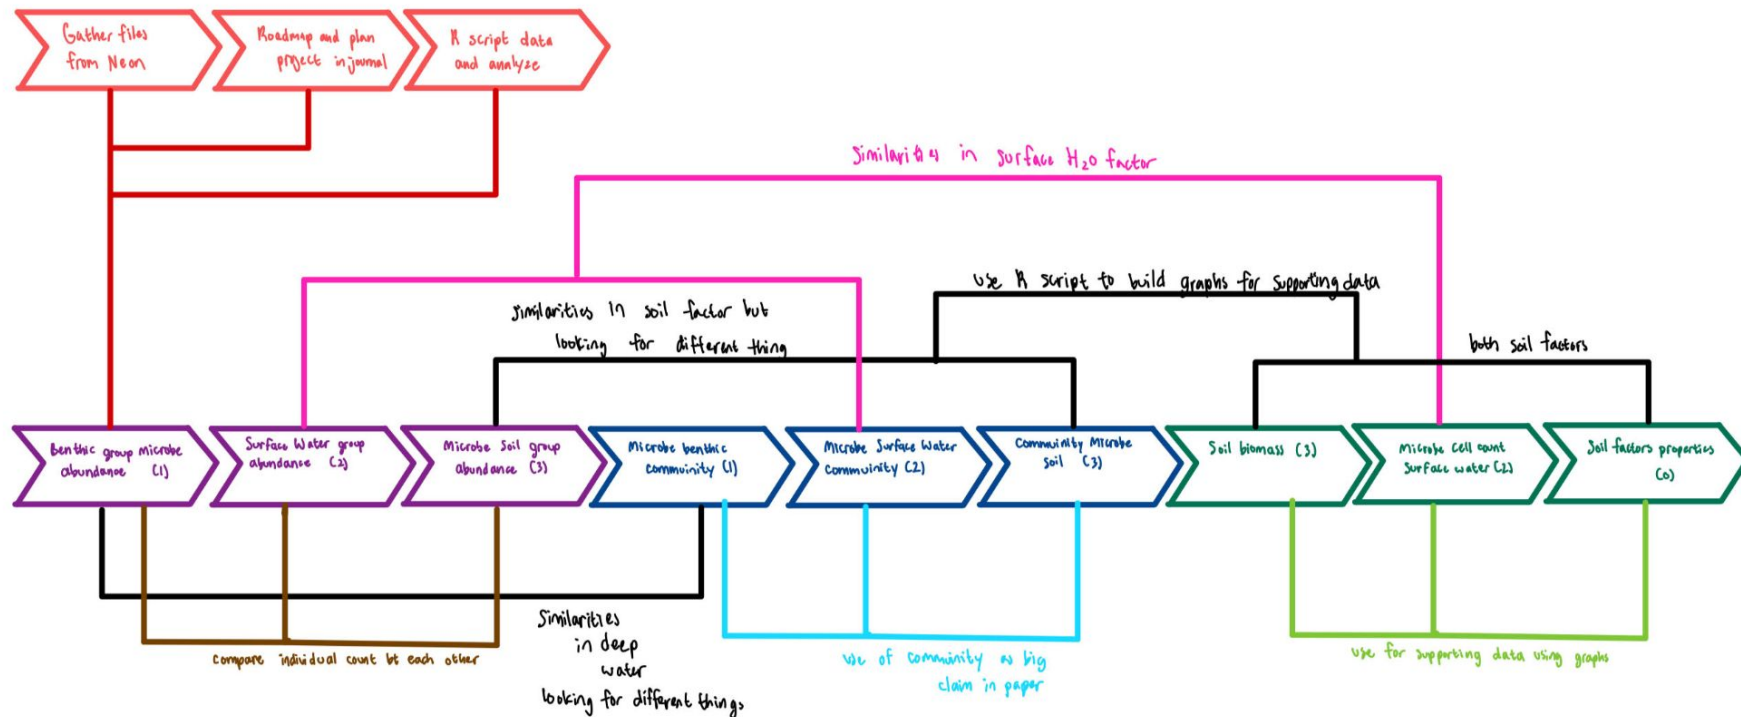 Gather files
from Neon
Roadmap and plan
project in journal
R script data
and analyze
Similarities in surface H₂O factor
use R script to build graphs for supporting data
similarities in soil factor but
looking for different thing
both soil factors
Benthic group microbe
abundance (1)
Surface Water group
abundance (2)
Microbe Soil group
abundance (3)
Microbe benthic
commuinity (1)
Microbe Surface Water
commuinity (2)
Commuinity Microbe
soil (3)
Soil biomass (3)
Microbe Cell count
Surface water (2)
Soil factors properties
(0)
compare individual count bt each other
Similarities
in deep
water
looking for different things
use of comminity as big
claim in paper
use for supporting data using graphs